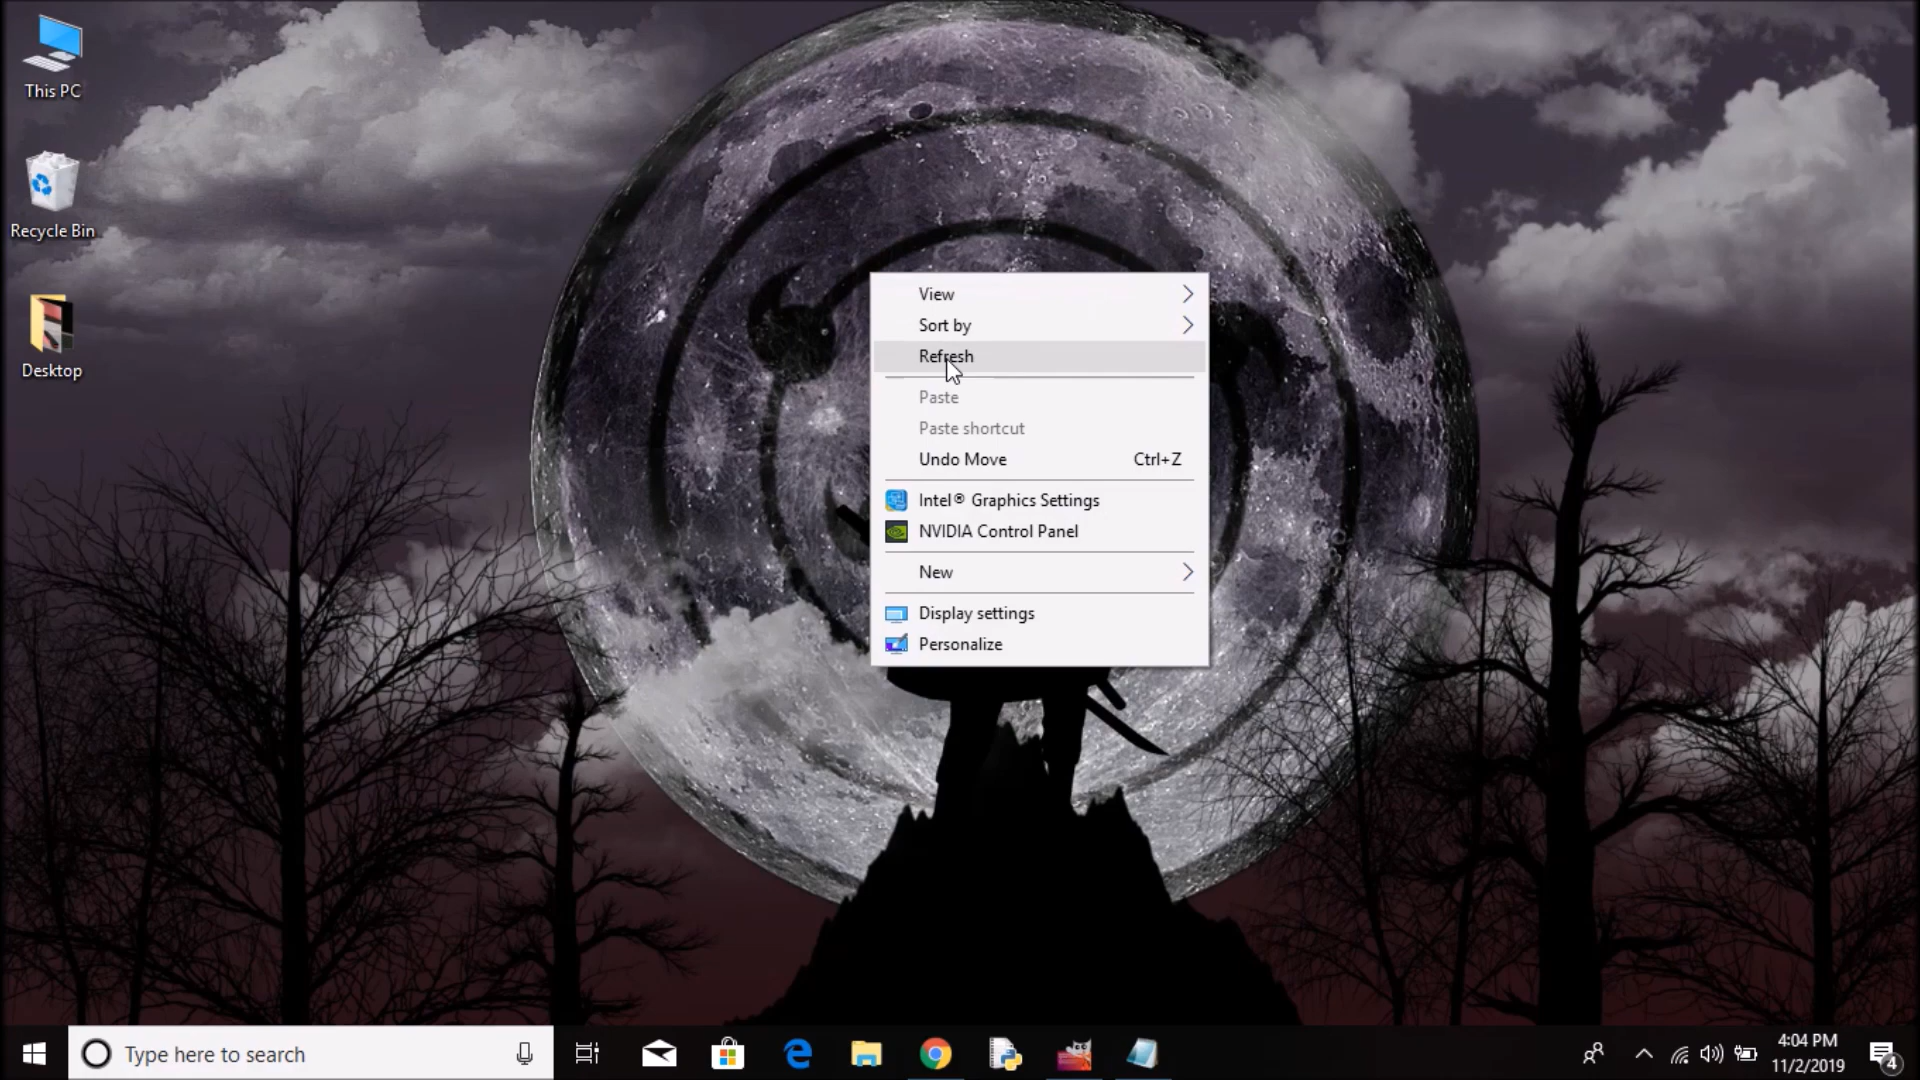 This PC
Recycle Bin
Desktop
View
Sort by
Refresh
Paste
Paste shortcut
Undo Move Ctrl+Z
Intel® Graphics Settings
NVIDIA Control Panel
New
Display settings
Personalize
Type here to search
4:04 PM
11/2/2019
4